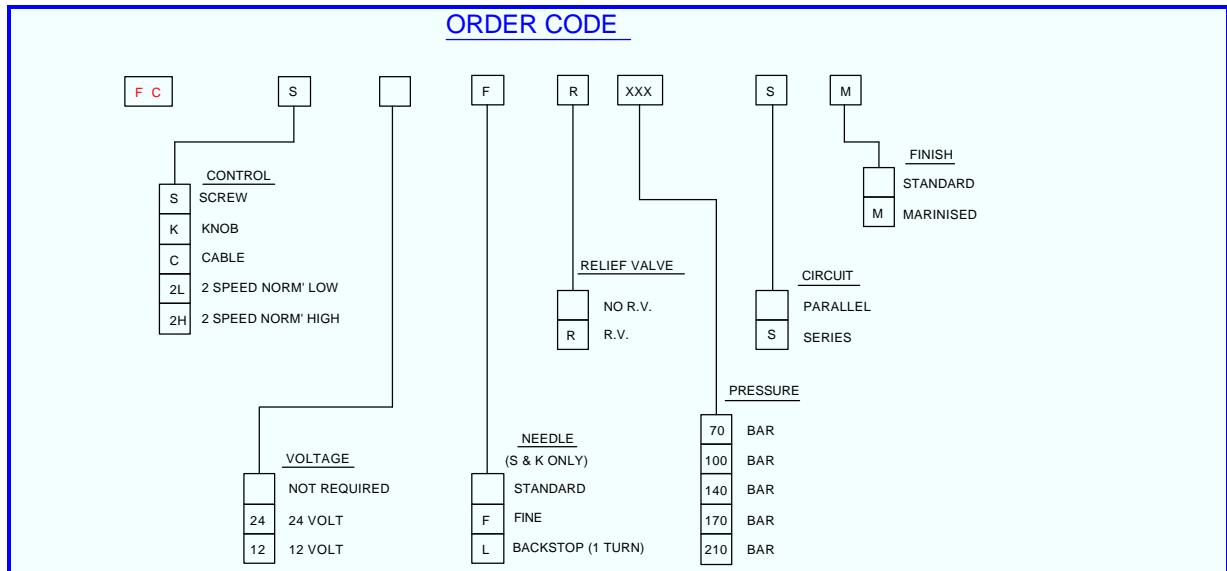 ORDER CODE
F C S F R XXX S M
FINISH
STANDARD
M MARINISED
CONTROL
S SCREW
K KNOB
C CABLE
2L 2 SPEED NORM' LOW
2H 2 SPEED NORM' HIGH
RELIEF VALVE
NO R.V.
R R.V.
CIRCUIT
PARALLEL
S SERIES
PRESSURE
70 BAR
100 BAR
140 BAR
170 BAR
210 BAR
NEEDLE
(S & K ONLY)
STANDARD
F FINE
L BACKSTOP (1 TURN)
VOLTAGE
NOT REQUIRED
24 24 VOLT
12 12 VOLT